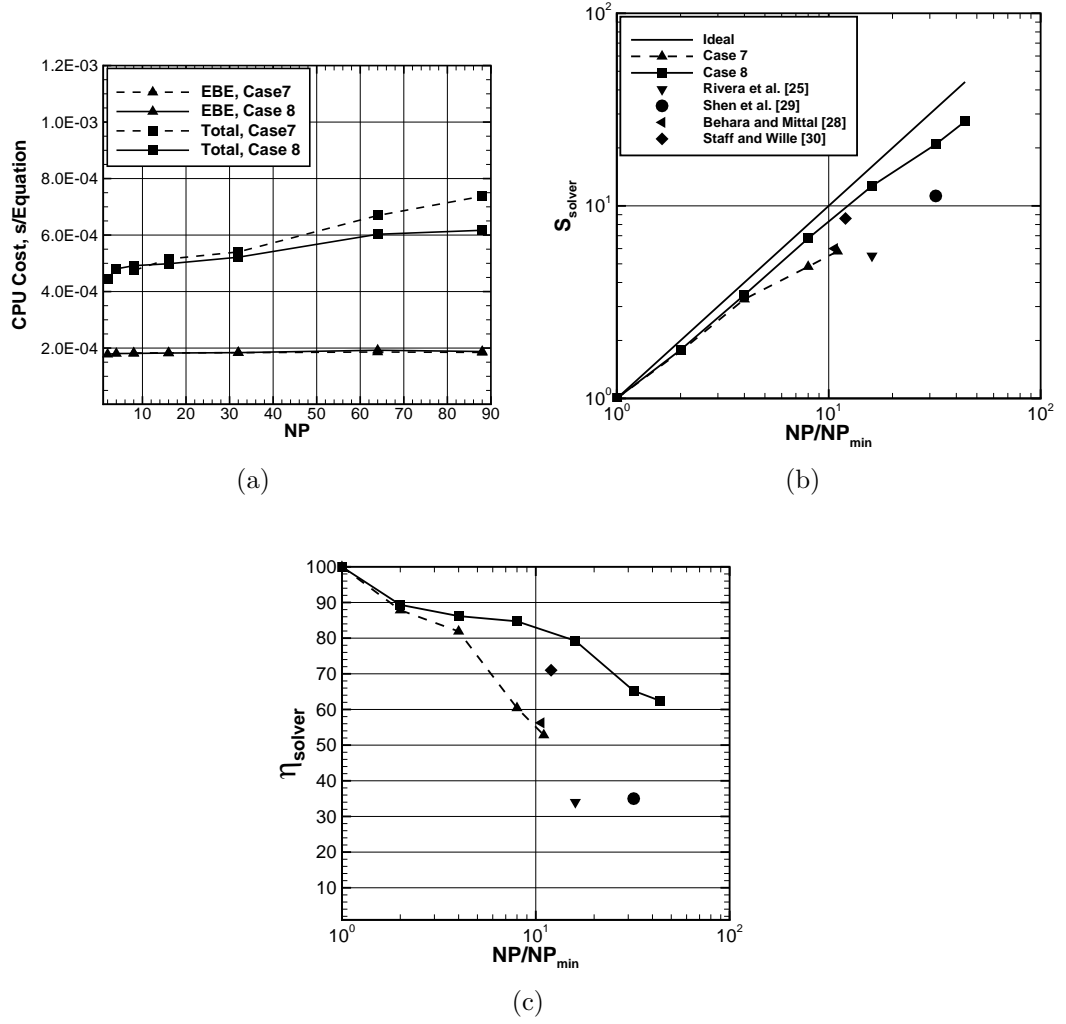 1.2E-03
1.0E-03
8.0E-04
6.0E-04
4.0E-04
2.0E-04
CPU Cost, s/Equation
EBE, Case7
EBE, Case 8
Total, Case7
Total, Case 8
10 20 30 40 50 60 70 80 90
NP
(a)
10²
10¹
10⁰
S_solver
Ideal
Case 7
Case 8
Rivera et al. [25]
Shen et al. [29]
Behara and Mittal [28]
Staff and Wille [30]
10⁰ 10¹ 10²
NP/NP_min
(b)
100
90
80
70
60
50
40
30
20
10
η_solver
10⁰ 10¹ 10²
NP/NP_min
(c)